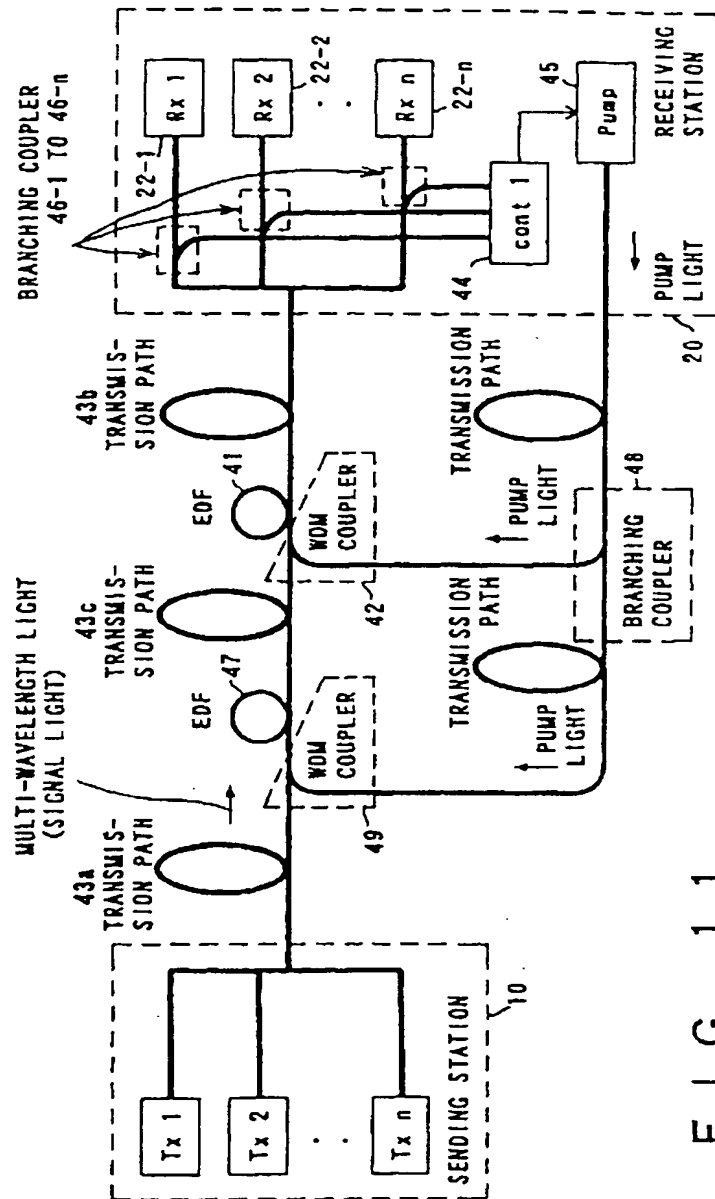 BRANCHING COUPLER
46-1 TO 46-n
22-1
Rx 1
Rx 2
22-2
. .
Rx n
22-n
44
cont 1
45
Pump
RECEIVING
STATION
PUMP
LIGHT
20
43b
TRANSMIS-
SION PATH
41
EDF
WDM
COUPLER
42
43c
TRANSMIS-
SION PATH
47
EDF
WDM
COUPLER
49
MULTI-WAVELENGTH LIGHT
(SIGNAL LIGHT)
43a
TRANSMIS-
SION PATH
TRANSMISSION PATH
PUMP
LIGHT
48
BRANCHING
COUPLER
TRANSMISSION PATH
PUMP
LIGHT
Tx 1
Tx 2
. .
Tx n
SENDING STATION
10
FIG. 11